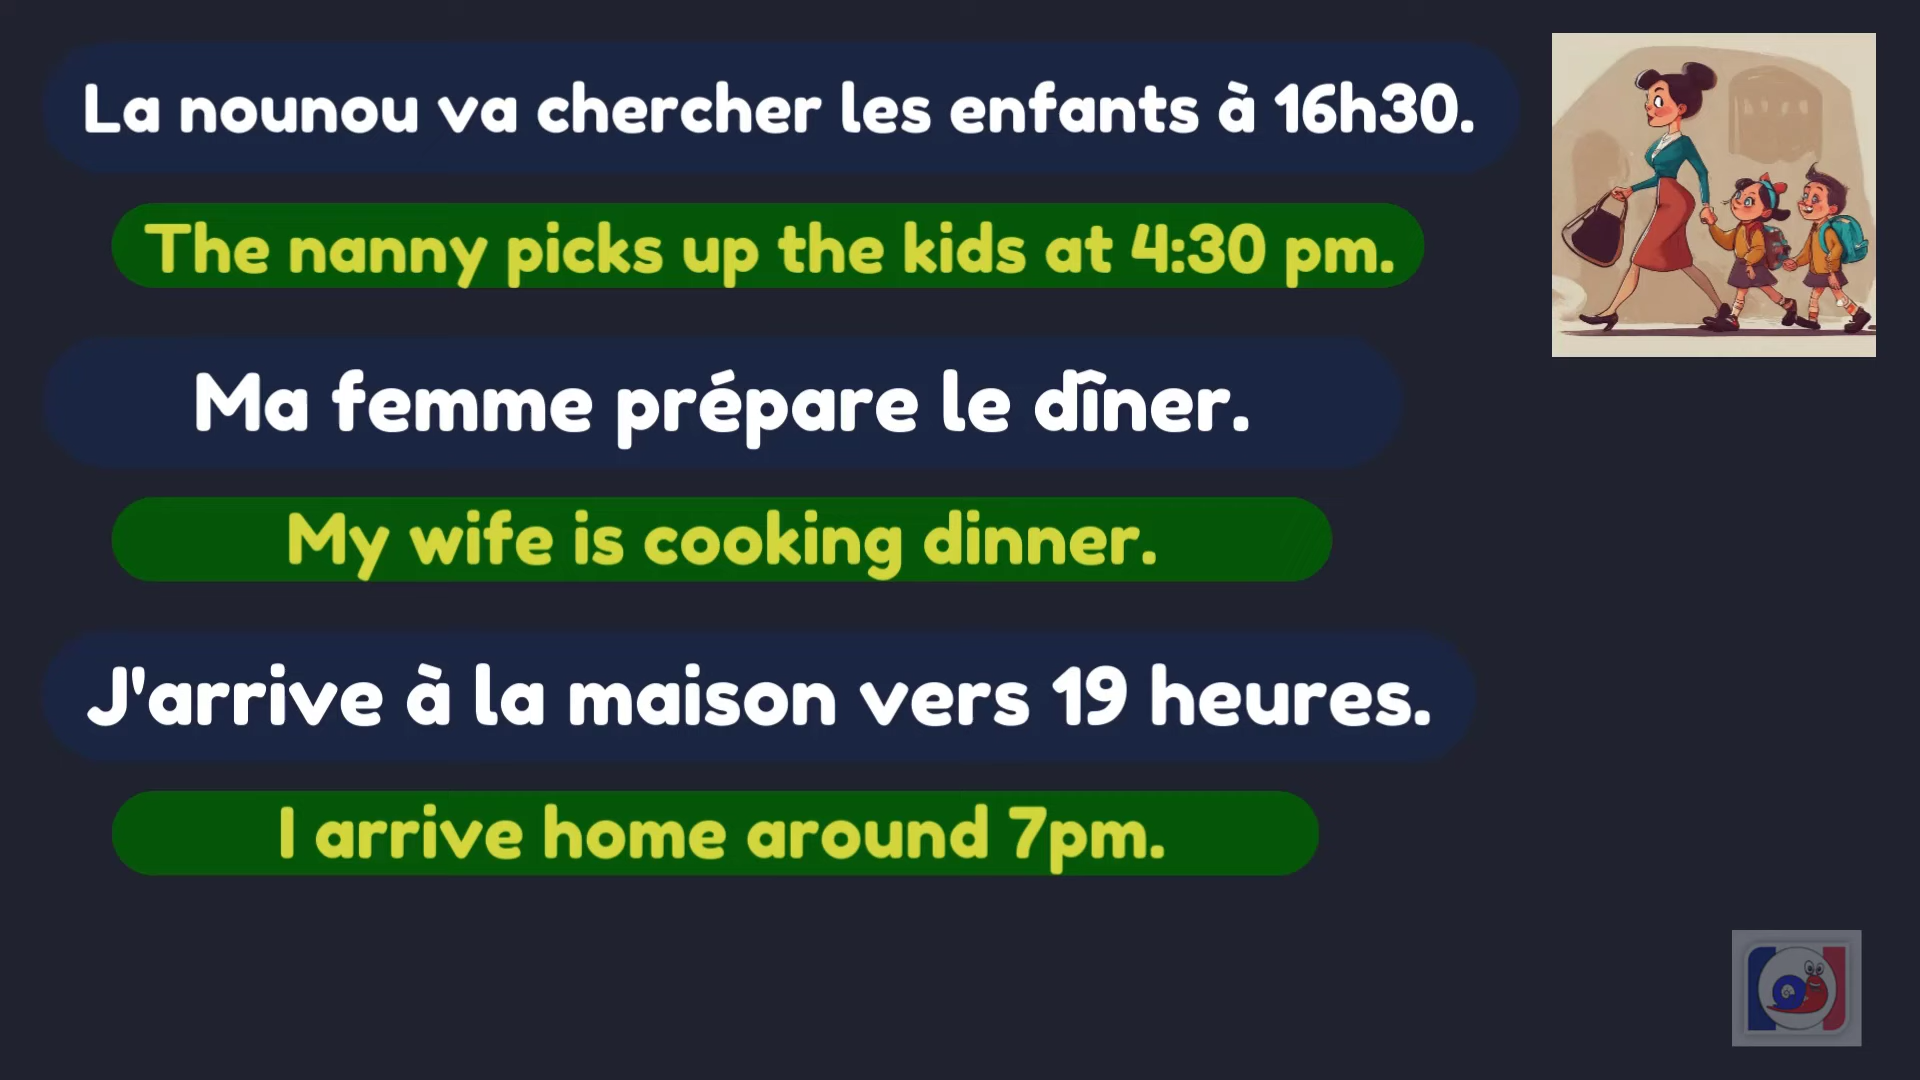 La nounou va chercher les enfants à 16h30.
The nanny picks up the kids at 4:30 pm.
Ma femme prépare le dîner.
My wife is cooking dinner.
J'arrive à la maison vers 19 heures.
I arrive home around 7pm.